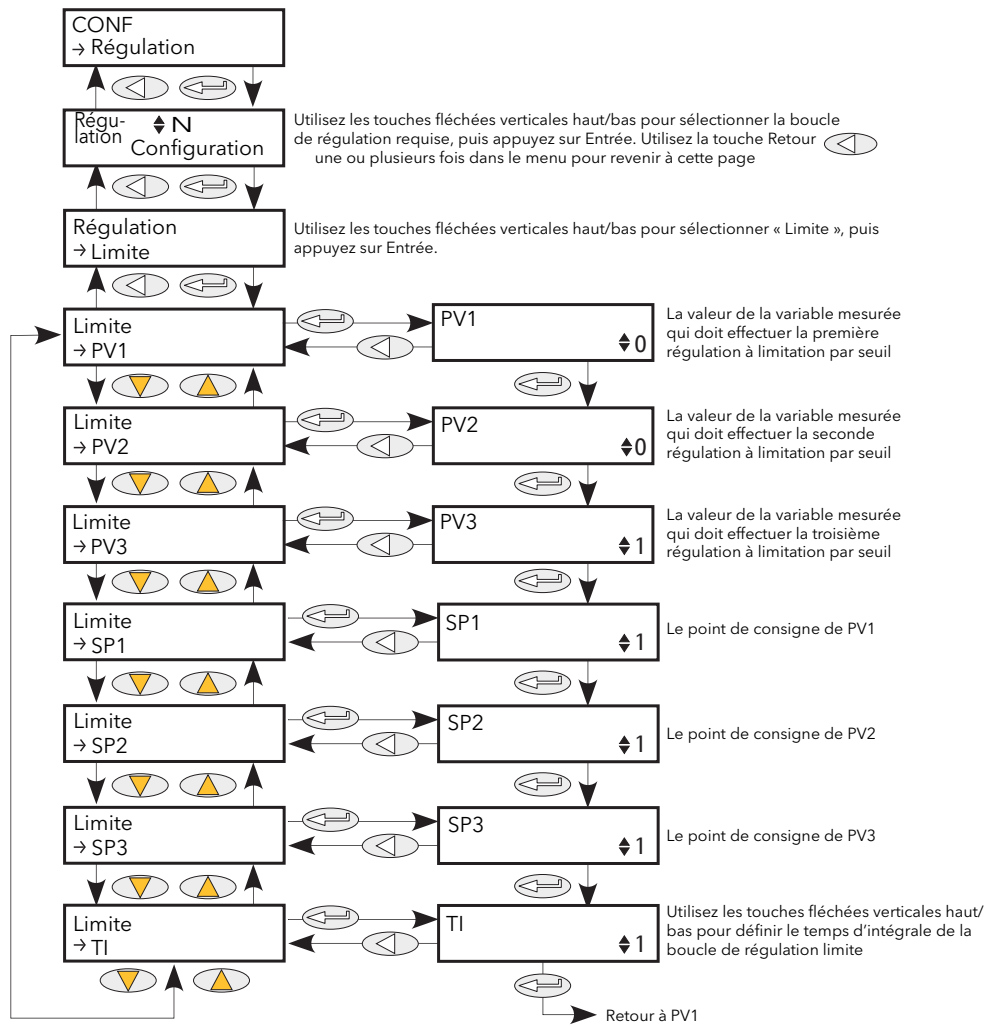 CONF
→ Régulation
Régu-
lation
N
Configuration
Utilisez les touches fléchées verticales haut/bas pour sélectionner la boucle
de régulation requise, puis appuyez sur Entrée. Utilisez la touche Retour
une ou plusieurs fois dans le menu pour revenir à cette page
Régulation
→ Limite
Utilisez les touches fléchées verticales haut/bas pour sélectionner « Limite », puis
appuyez sur Entrée.
Limite
→ PV1
PV1
0
La valeur de la variable mesurée
qui doit effectuer la première
régulation à limitation par seuil
Limite
→ PV2
PV2
0
La valeur de la variable mesurée
qui doit effectuer la seconde
régulation à limitation par seuil
Limite
→ PV3
PV3
1
La valeur de la variable mesurée
qui doit effectuer la troisième
régulation à limitation par seuil
Limite
→ SP1
SP1
1
Le point de consigne de PV1
Limite
→ SP2
SP2
1
Le point de consigne de PV2
Limite
→ SP3
SP3
1
Le point de consigne de PV3
Limite
→ TI
TI
1
Utilisez les touches fléchées verticales haut/
bas pour définir le temps d'intégrale de la
boucle de régulation limite
Retour à PV1